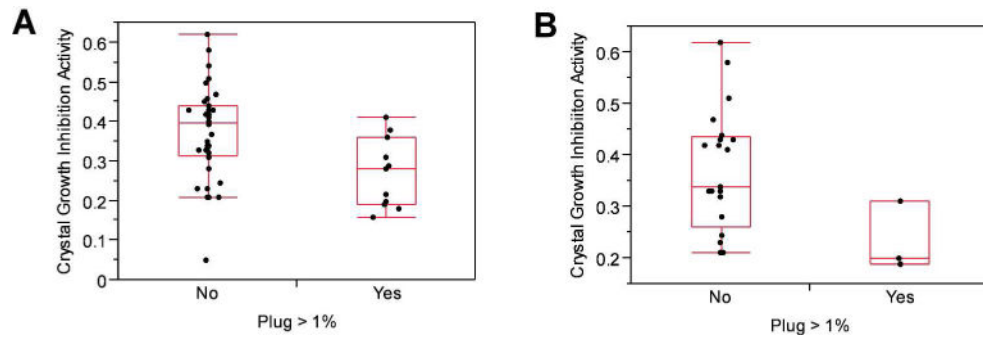 A
Crystal Growth Inhibition Activity
0.6
0.5
0.4
0.3
0.2
0.1
0
No
Yes
Plug > 1%
B
Crystal Growth Inhibiiton Activity
0.6
0.5
0.4
0.3
0.2
No
Yes
Plug > 1%